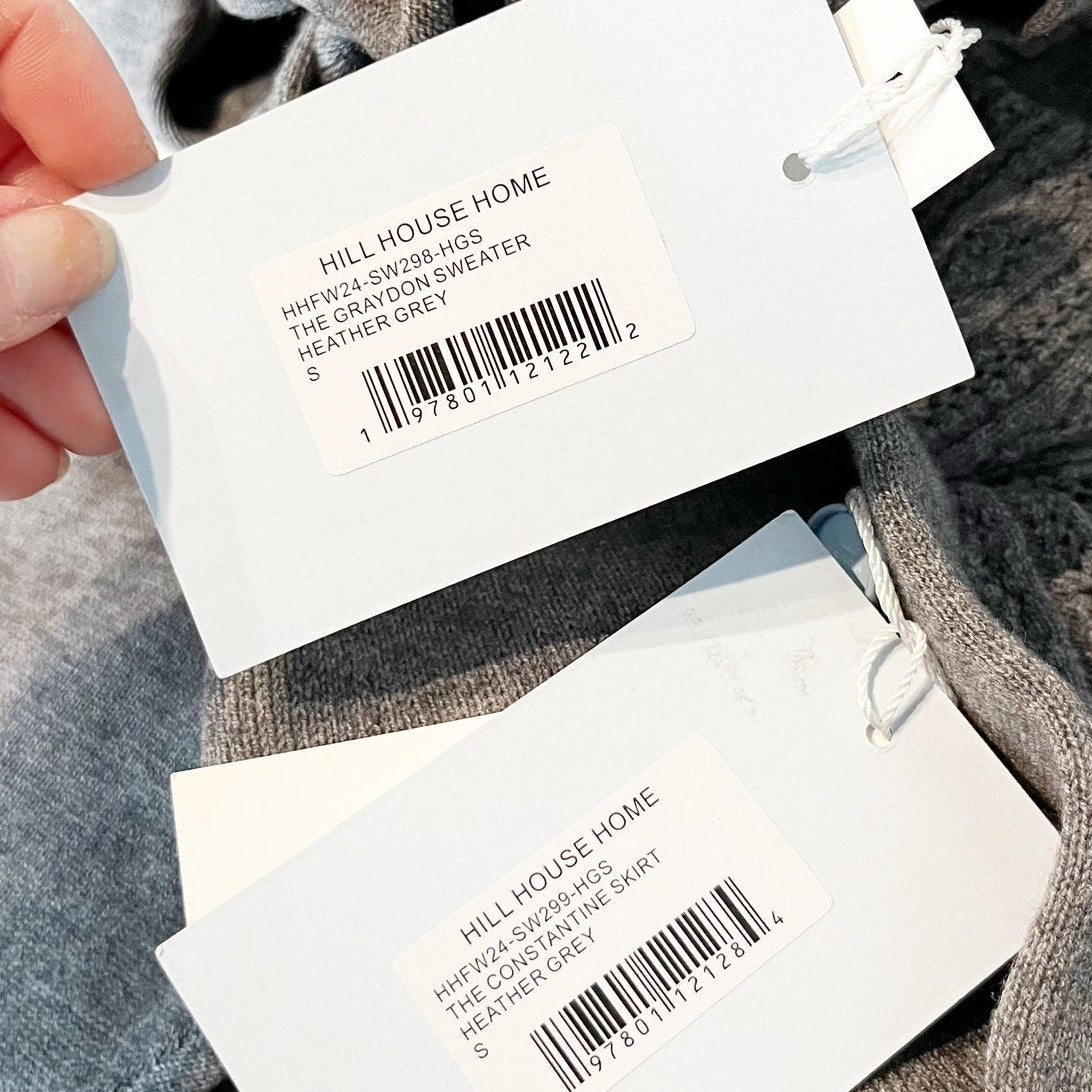 HILL HOUSE HOME
HHFW24-SW298-HGS
THE GRAYDON SWEATER
HEATHER GREY
S
1 97801 12122 2
HILL HOUSE HOME
HHFW24-SW299-HGS
THE CONSTANTINE SKIRT
HEATHER GREY
S
97801 12128 4